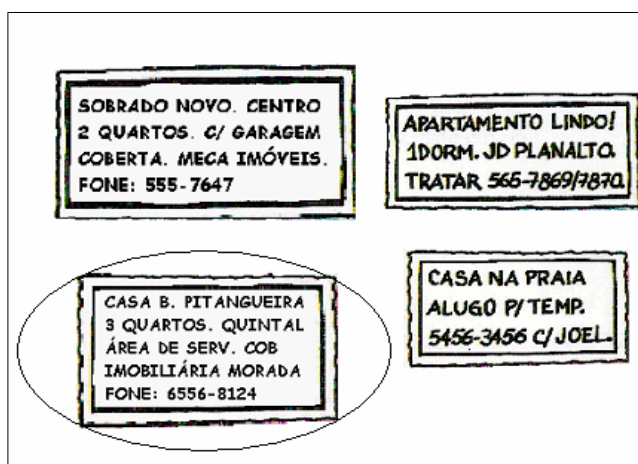 SOBRADO NOVO. CENTRO
2 QUARTOS. C/ GARAGEM
COBERTA. MECA IMÓVEIS.
FONE: 555-7647
APARTAMENTO LINDO!
1DORM. JD PLANALTO.
TRATAR 565-7869/7870.
CASA B. PITANGUEIRA
3 QUARTOS. QUINTAL
ÁREA DE SERV. COB
IMOBILIÁRIA MORADA
FONE: 6556-8124
CASA NA PRAIA
ALUGO P/ TEMP.
5456-3456 C/ JOEL.